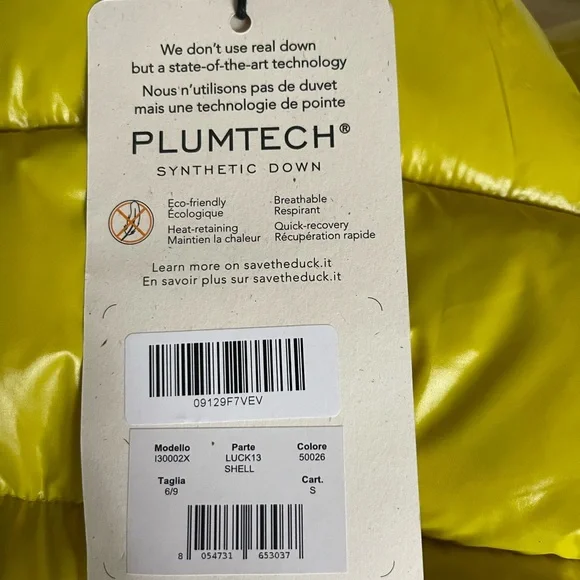 We don't use real down
but a state-of-the-art technology
Nous n'utilisons pas de duvet
mais une technologie de pointe
PLUMTECH®
SYNTHETIC DOWN
Eco-friendly
Écologique
Breathable
Respirant
Heat-retaining
Maintien la chaleur
Quick-recovery
Récupération rapide
Learn more on savetheduck.it
En savoir plus sur savetheduck.it
09129F7VEV
Modello Parte Colore
I30002X LUCK13 50026
SHELL
Taglia Cart.
6/9 S
8 054731 653037